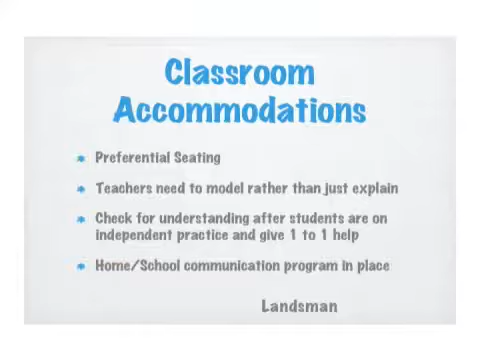 Classroom
Accommodations
Preferential Seating
Teachers need to model rather than just explain
Check for understanding after students are on
independent practice and give 1 to 1 help
Home/School communication program in place
Landsman